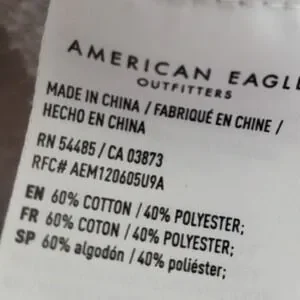 AMERICAN EAGLE
OUTFITTERS
MADE IN CHINA / FABRIQUÉ EN CHINE /
HECHO EN CHINA
RN 54485 / CA 03873
RFC# AEM120605U9A
EN 60% COTTON / 40% POLYESTER;
FR 60% COTON / 40% POLYESTER;
SP 60% algodón / 40% poliéster;